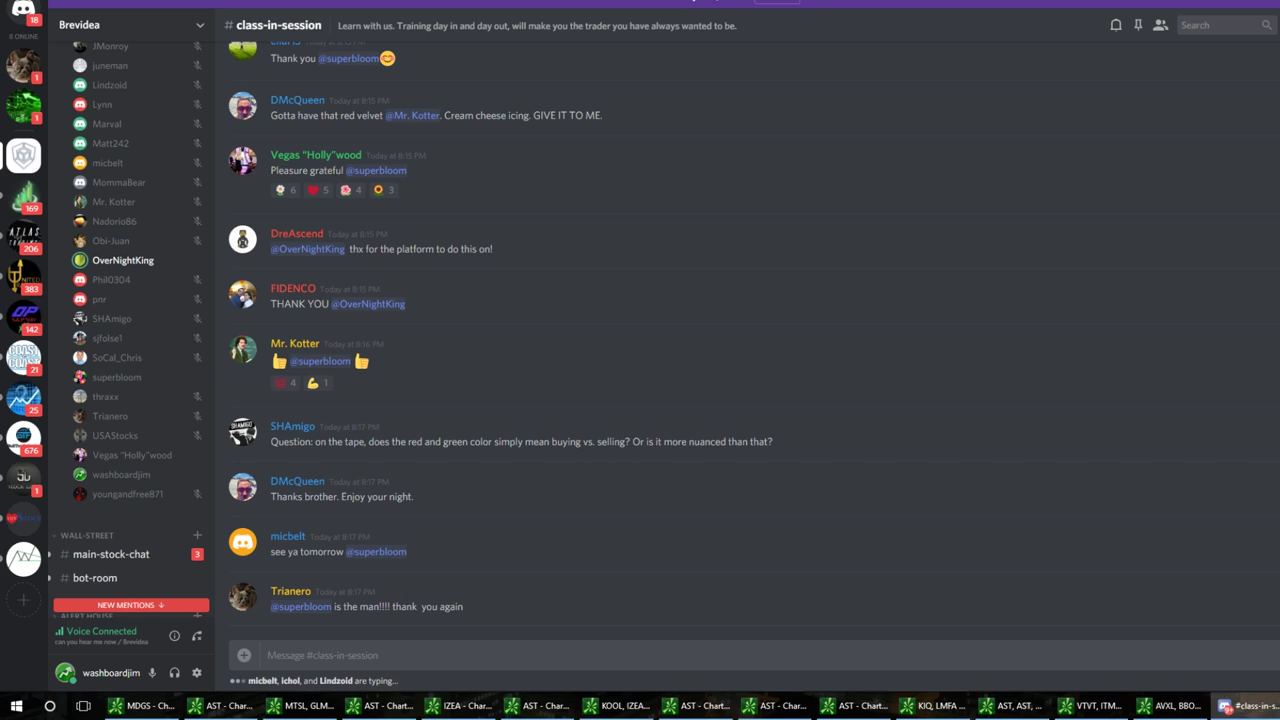 18
8 ONLINE
1
1
169
206
383
142
21
25
676
1
Brevidea
JMonroy
juneman
Lindzoid
Lynn
Marval
Matt242
micbelt
MommaBear
Mr. Kotter
Nadorio86
Obi-Juan
OverNightKing
Phil0304
pnr
SHAmigo
sjfolse1
SoCal_Chris
superbloom
thraxx
Trianero
USAStocks
Vegas "Holly"wood
washboardjim
youngandfree871
WALL-STREET
# main-stock-chat 3
# bot-room
NEW MENTIONS ↓
ALERT HOUSE
Voice Connected
can you hear me now / Brevidea
washboardjim
# class-in-session Learn with us. Training day in and day out, will make you the trader you have always wanted to be.
Search
Thank you @superbloom😊
DMcQueen Today at 8:15 PM
Gotta have that red velvet @Mr. Kotter. Cream cheese icing. GIVE IT TO ME.
Vegas "Holly"wood Today at 8:15 PM
Pleasure grateful @superbloom
6 5 4 3
DreAscend Today at 8:15 PM
@OverNightKing thx for the platform to do this on!
FIDENCO Today at 8:15 PM
THANK YOU @OverNightKing
Mr. Kotter Today at 8:16 PM
👍 @superbloom 👍
4 1
SHAmigo Today at 8:17 PM
Question: on the tape, does the red and green color simply mean buying vs. selling? Or is it more nuanced than that?
DMcQueen Today at 8:17 PM
Thanks brother. Enjoy your night.
micbelt Today at 8:17 PM
see ya tomorrow @superbloom
Trianero Today at 8:17 PM
@superbloom is the man!!!! thank you again
Message #class-in-session
micbelt, ichol, and Lindzoid are typing...
MDGS - Ch...
AST - Char...
MTSL, GLM...
AST - Chart...
IZEA - Char...
AST - Chart...
KOOL, IZEA...
AST - Chart...
AST - Char...
AST - Chart...
KIQ, LMFA ...
AST, AST, ...
VTVT, ITM...
AVXL, BBO...
#class-in-s...